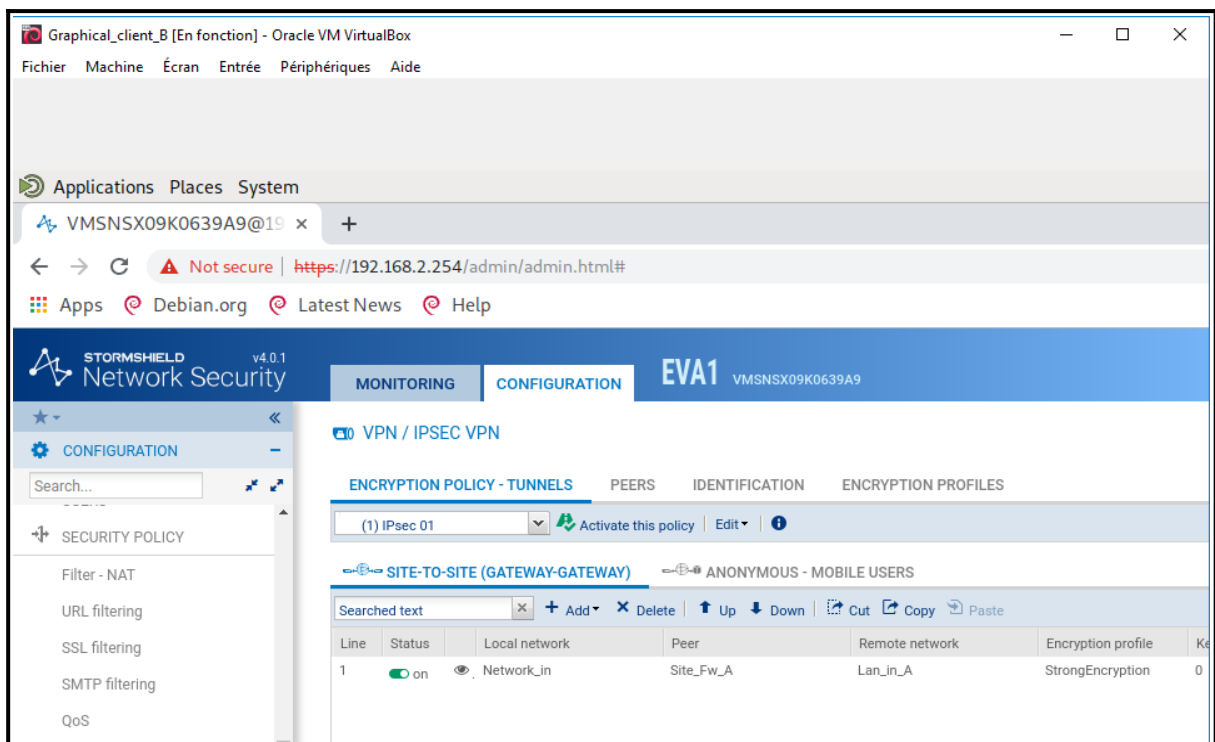 Graphical_client_B [En fonction] - Oracle VM VirtualBox
Fichier Machine Écran Entrée Périphériques Aide
Applications Places System
VMSNSX09K0639A9@19
Not secure | https://192.168.2.254/admin/admin.html#
Apps Debian.org Latest News Help
STORMSHIELD v4.0.1
Network Security
MONITORING CONFIGURATION EVA1 VMSNSX09K0639A9
CONFIGURATION
Search...
SECURITY POLICY
Filter - NAT
URL filtering
SSL filtering
SMTP filtering
QoS
VPN / IPSEC VPN
ENCRYPTION POLICY - TUNNELS PEERS IDENTIFICATION ENCRYPTION PROFILES
(1) IPsec 01 Activate this policy Edit
SITE-TO-SITE (GATEWAY-GATEWAY) ANONYMOUS - MOBILE USERS
Searched text Add Delete Up Down Cut Copy Paste
Line Status Local network Peer Remote network Encryption profile Ke
1 on Network_in Site_Fw_A Lan_in_A StrongEncryption 0